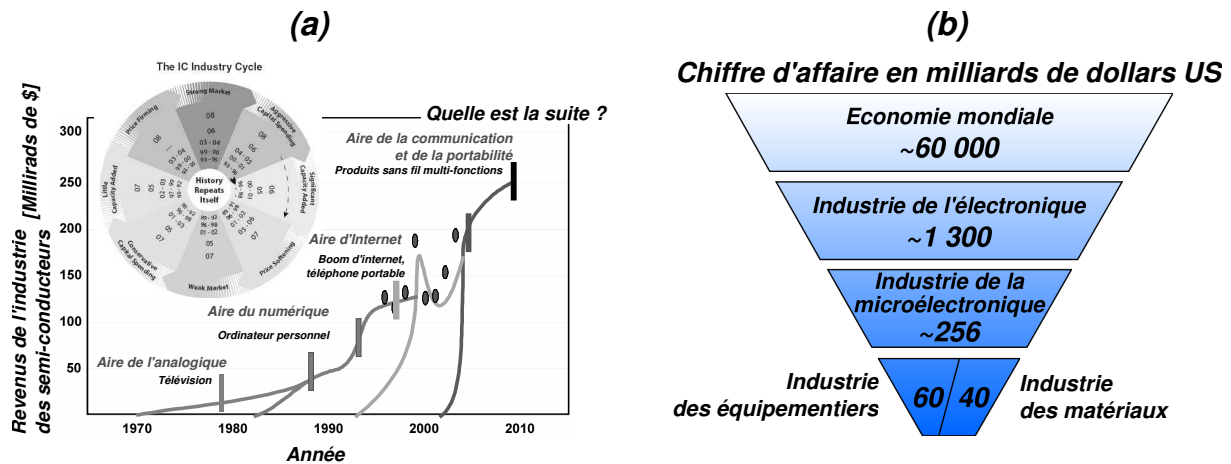 (a)
The IC Industry Cycle
Strong Market
Aggressive
Capital Spending
Significant
Capacity Added
Price Softening
Weak Market
Conservative
Capital Spending
Little
Capacity Added
Price Firming
History
Repeats
Itself
Quelle est la suite ?
Aire de la communication
et de la portabilité
Produits sans fil multi-fonctions
Aire d'Internet
Boom d'internet,
téléphone portable
Aire du numérique
Ordinateur personnel
Aire de l'analogique
Télévision
Revenus de l'industrie [Millirads de $]
des semi-conducteurs
300
250
200
150
100
50
1970
1980
1990
2000
2010
Année
(b)
Chiffre d'affaire en milliards de dollars US
Economie mondiale
~60 000
Industrie de l'électronique
~1 300
Industrie de la
microélectronique
~256
Industrie
des équipementiers
60
40
Industrie
des matériaux